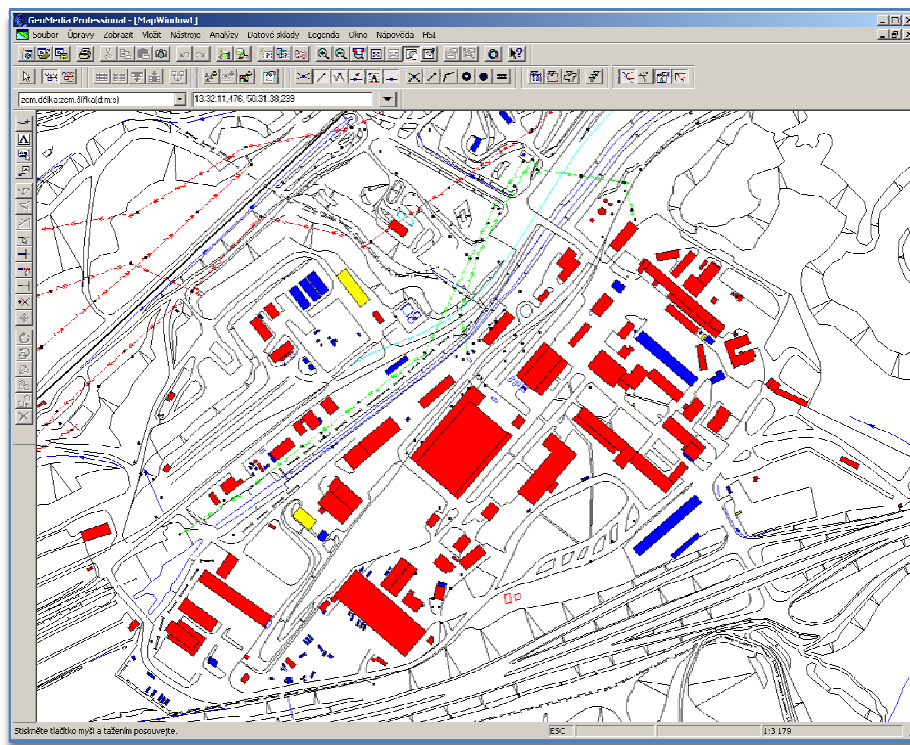 GeoMedia Professional - [MapWindow1]
Soubor Úpravy Zobrazit Vložit Nástroje Analýzy Datové sklady Legenda Okno Nápověda HSI
zem.délka:zem.šířka(d:m:s) 13:32:11,476, 50:31:38,239
Stiskněte tlačítko myši a tažením posouvejte. ESC 1:3 179